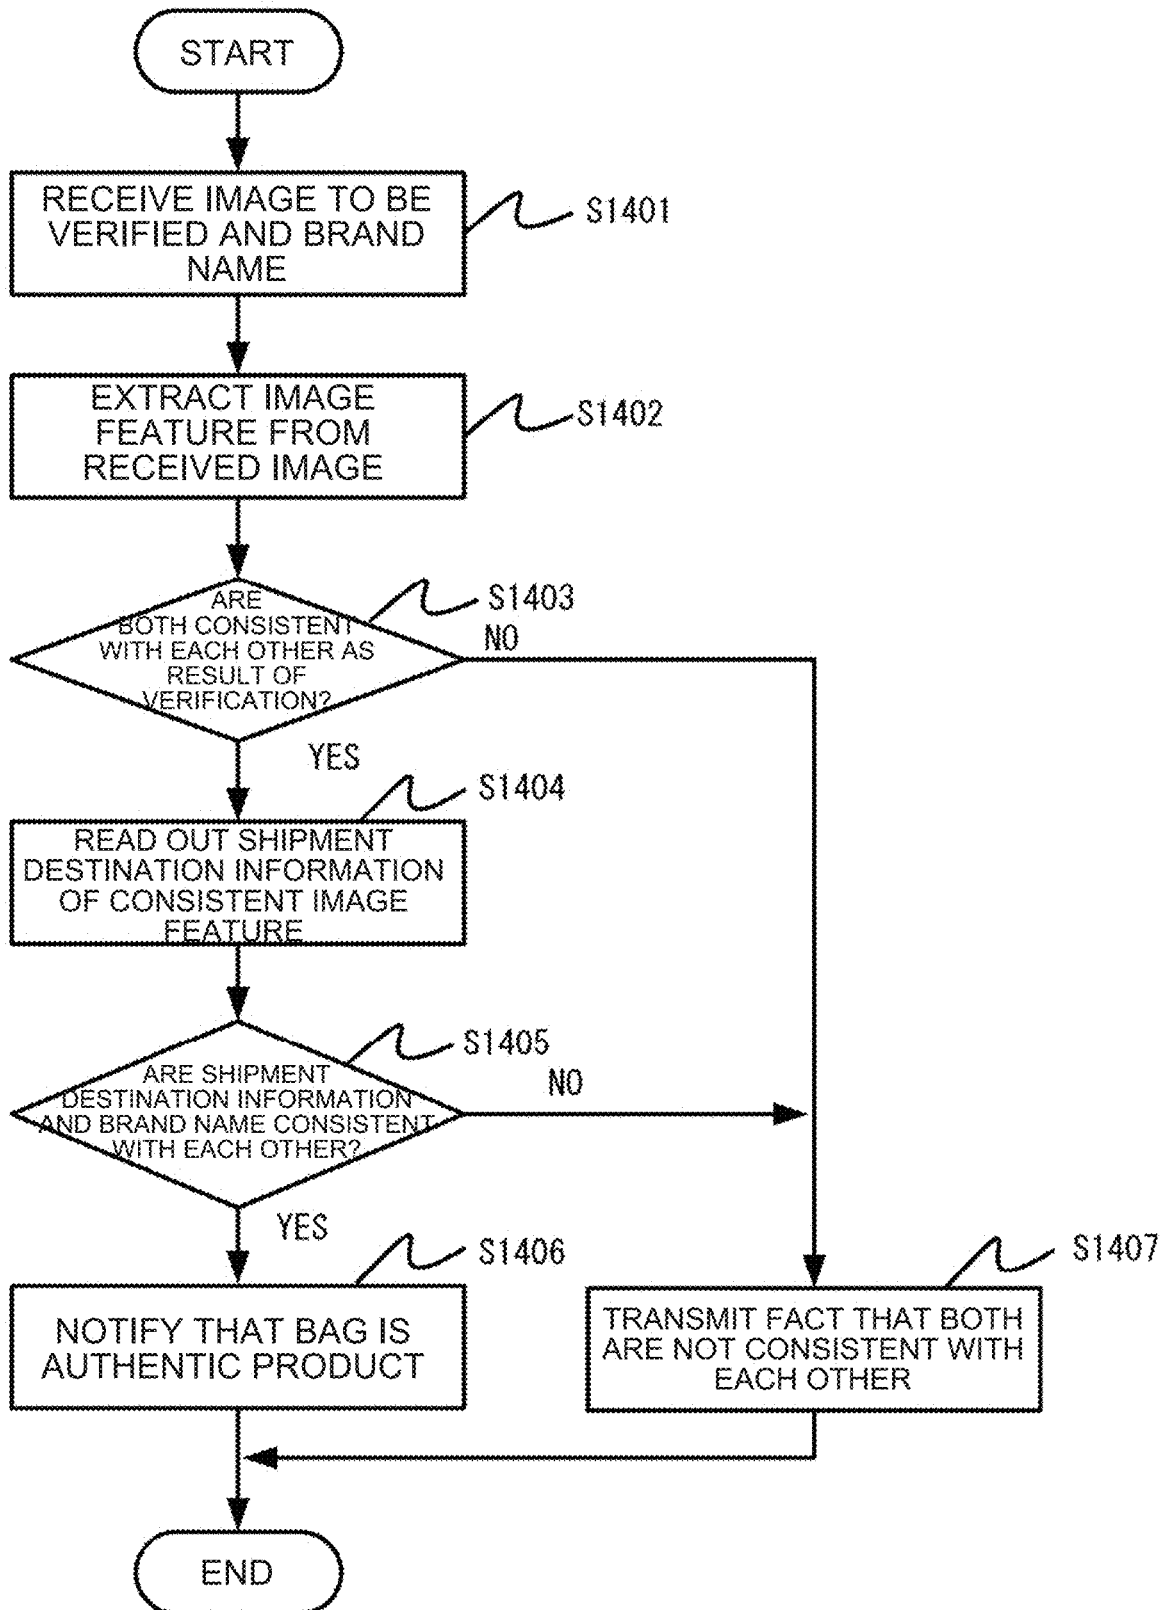 START
RECEIVE IMAGE TO BE
VERIFIED AND BRAND
NAME
S1401
EXTRACT IMAGE
FEATURE FROM
RECEIVED IMAGE
S1402
ARE
BOTH CONSISTENT
WITH EACH OTHER AS
RESULT OF
VERIFICATION?
S1403
NO
YES
S1404
READ OUT SHIPMENT
DESTINATION INFORMATION
OF CONSISTENT IMAGE
FEATURE
S1405
ARE SHIPMENT
DESTINATION INFORMATION
AND BRAND NAME CONSISTENT
WITH EACH OTHER?
NO
YES
S1406
NOTIFY THAT BAG IS
AUTHENTIC PRODUCT
S1407
TRANSMIT FACT THAT BOTH
ARE NOT CONSISTENT WITH
EACH OTHER
END